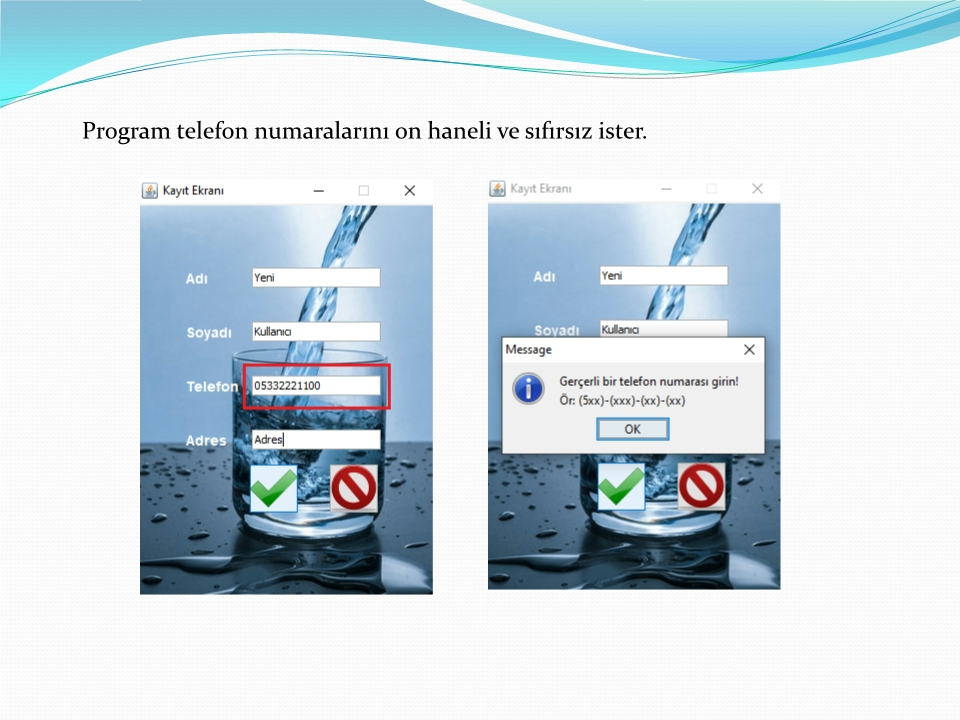 Program telefon numaralarını on haneli ve sıfırsız ister.
Kayıt Ekranı
Adı
Yeni
Soyadı
Kullanıcı
Telefon
05332221100
Adres
Adres
Kayıt Ekranı
Adı
Yeni
Soyadı
Kullanıcı
Message
Gerçerli bir telefon numarası girin!
Ör: (5xx)-(xxx)-(xx)-(xx)
OK